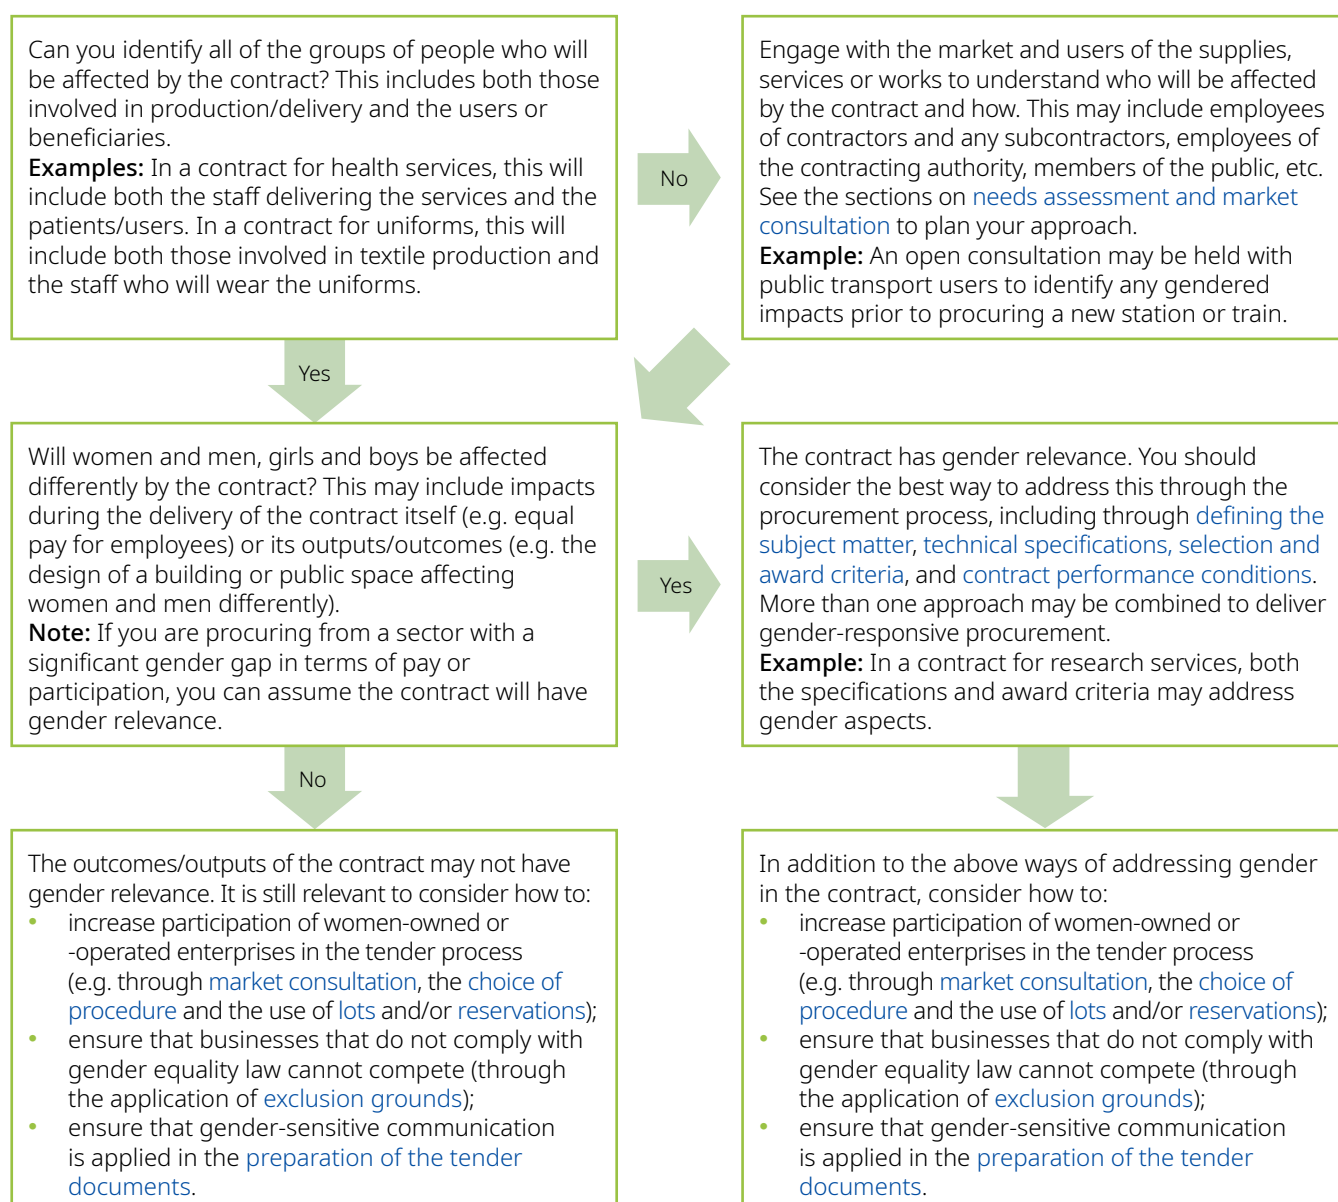 Can you identify all of the groups of people who will
be affected by the contract? This includes both those
involved in production/delivery and the users or
beneficiaries.
Examples: In a contract for health services, this will
include both the staff delivering the services and the
patients/users. In a contract for uniforms, this will
include both those involved in textile production and
the staff who will wear the uniforms.
No
Engage with the market and users of the supplies,
services or works to understand who will be affected
by the contract and how. This may include employees
of contractors and any subcontractors, employees of
the contracting authority, members of the public, etc.
See the sections on needs assessment and market
consultation to plan your approach.
Example: An open consultation may be held with
public transport users to identify any gendered
impacts prior to procuring a new station or train.
Yes
Will women and men, girls and boys be affected
differently by the contract? This may include impacts
during the delivery of the contract itself (e.g. equal
pay for employees) or its outputs/outcomes (e.g. the
design of a building or public space affecting
women and men differently).
Note: If you are procuring from a sector with a
significant gender gap in terms of pay or
participation, you can assume the contract will have
gender relevance.
Yes
The contract has gender relevance. You should
consider the best way to address this through the
procurement process, including through defining the
subject matter, technical specifications, selection and
award criteria, and contract performance conditions.
More than one approach may be combined to deliver
gender-responsive procurement.
Example: In a contract for research services, both
the specifications and award criteria may address
gender aspects.
No
The outcomes/outputs of the contract may not have
gender relevance. It is still relevant to consider how to:
• increase participation of women-owned or
-operated enterprises in the tender process
(e.g. through market consultation, the choice of
procedure and the use of lots and/or reservations);
• ensure that businesses that do not comply with
gender equality law cannot compete (through
the application of exclusion grounds);
• ensure that gender-sensitive communication
is applied in the preparation of the tender
documents.
In addition to the above ways of addressing gender
in the contract, consider how to:
• increase participation of women-owned or
-operated enterprises in the tender process
(e.g. through market consultation, the choice of
procedure and the use of lots and/or reservations);
• ensure that businesses that do not comply with
gender equality law cannot compete (through
the application of exclusion grounds);
• ensure that gender-sensitive communication
is applied in the preparation of the tender
documents.